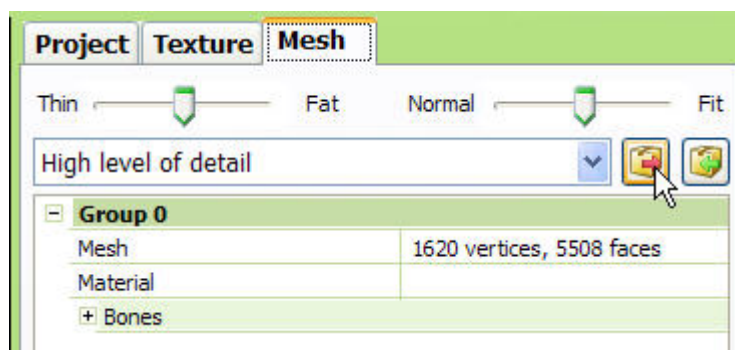 Project Texture Mesh
Thin Fat Normal Fit
High level of detail
Group 0
Mesh 1620 vertices, 5508 faces
Material
Bones